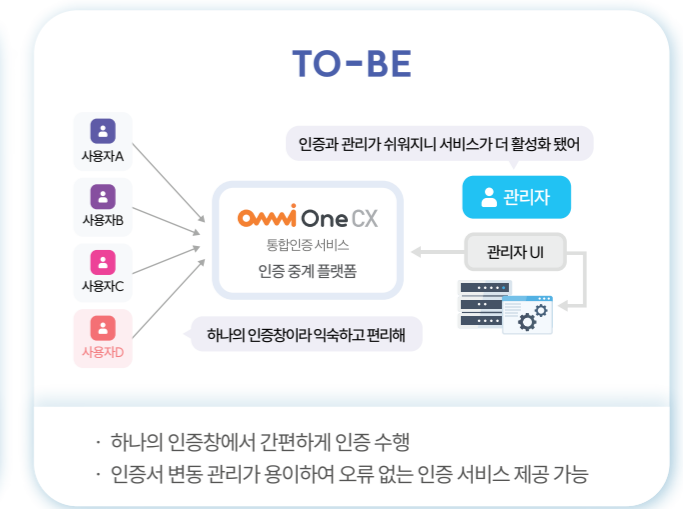 TO-BE
사용자A
사용자B
사용자C
사용자D
인증과 관리가 쉬워지니 서비스가 더 활성화 됐어
관리자
Omni One CX
통합인증 서비스
인증 중계 플랫폼
관리자 UI
하나의 인증창이라 익숙하고 편리해
· 하나의 인증창에서 간편하게 인증 수행
· 인증서 변동 관리가 용이하여 오류 없는 인증 서비스 제공 가능